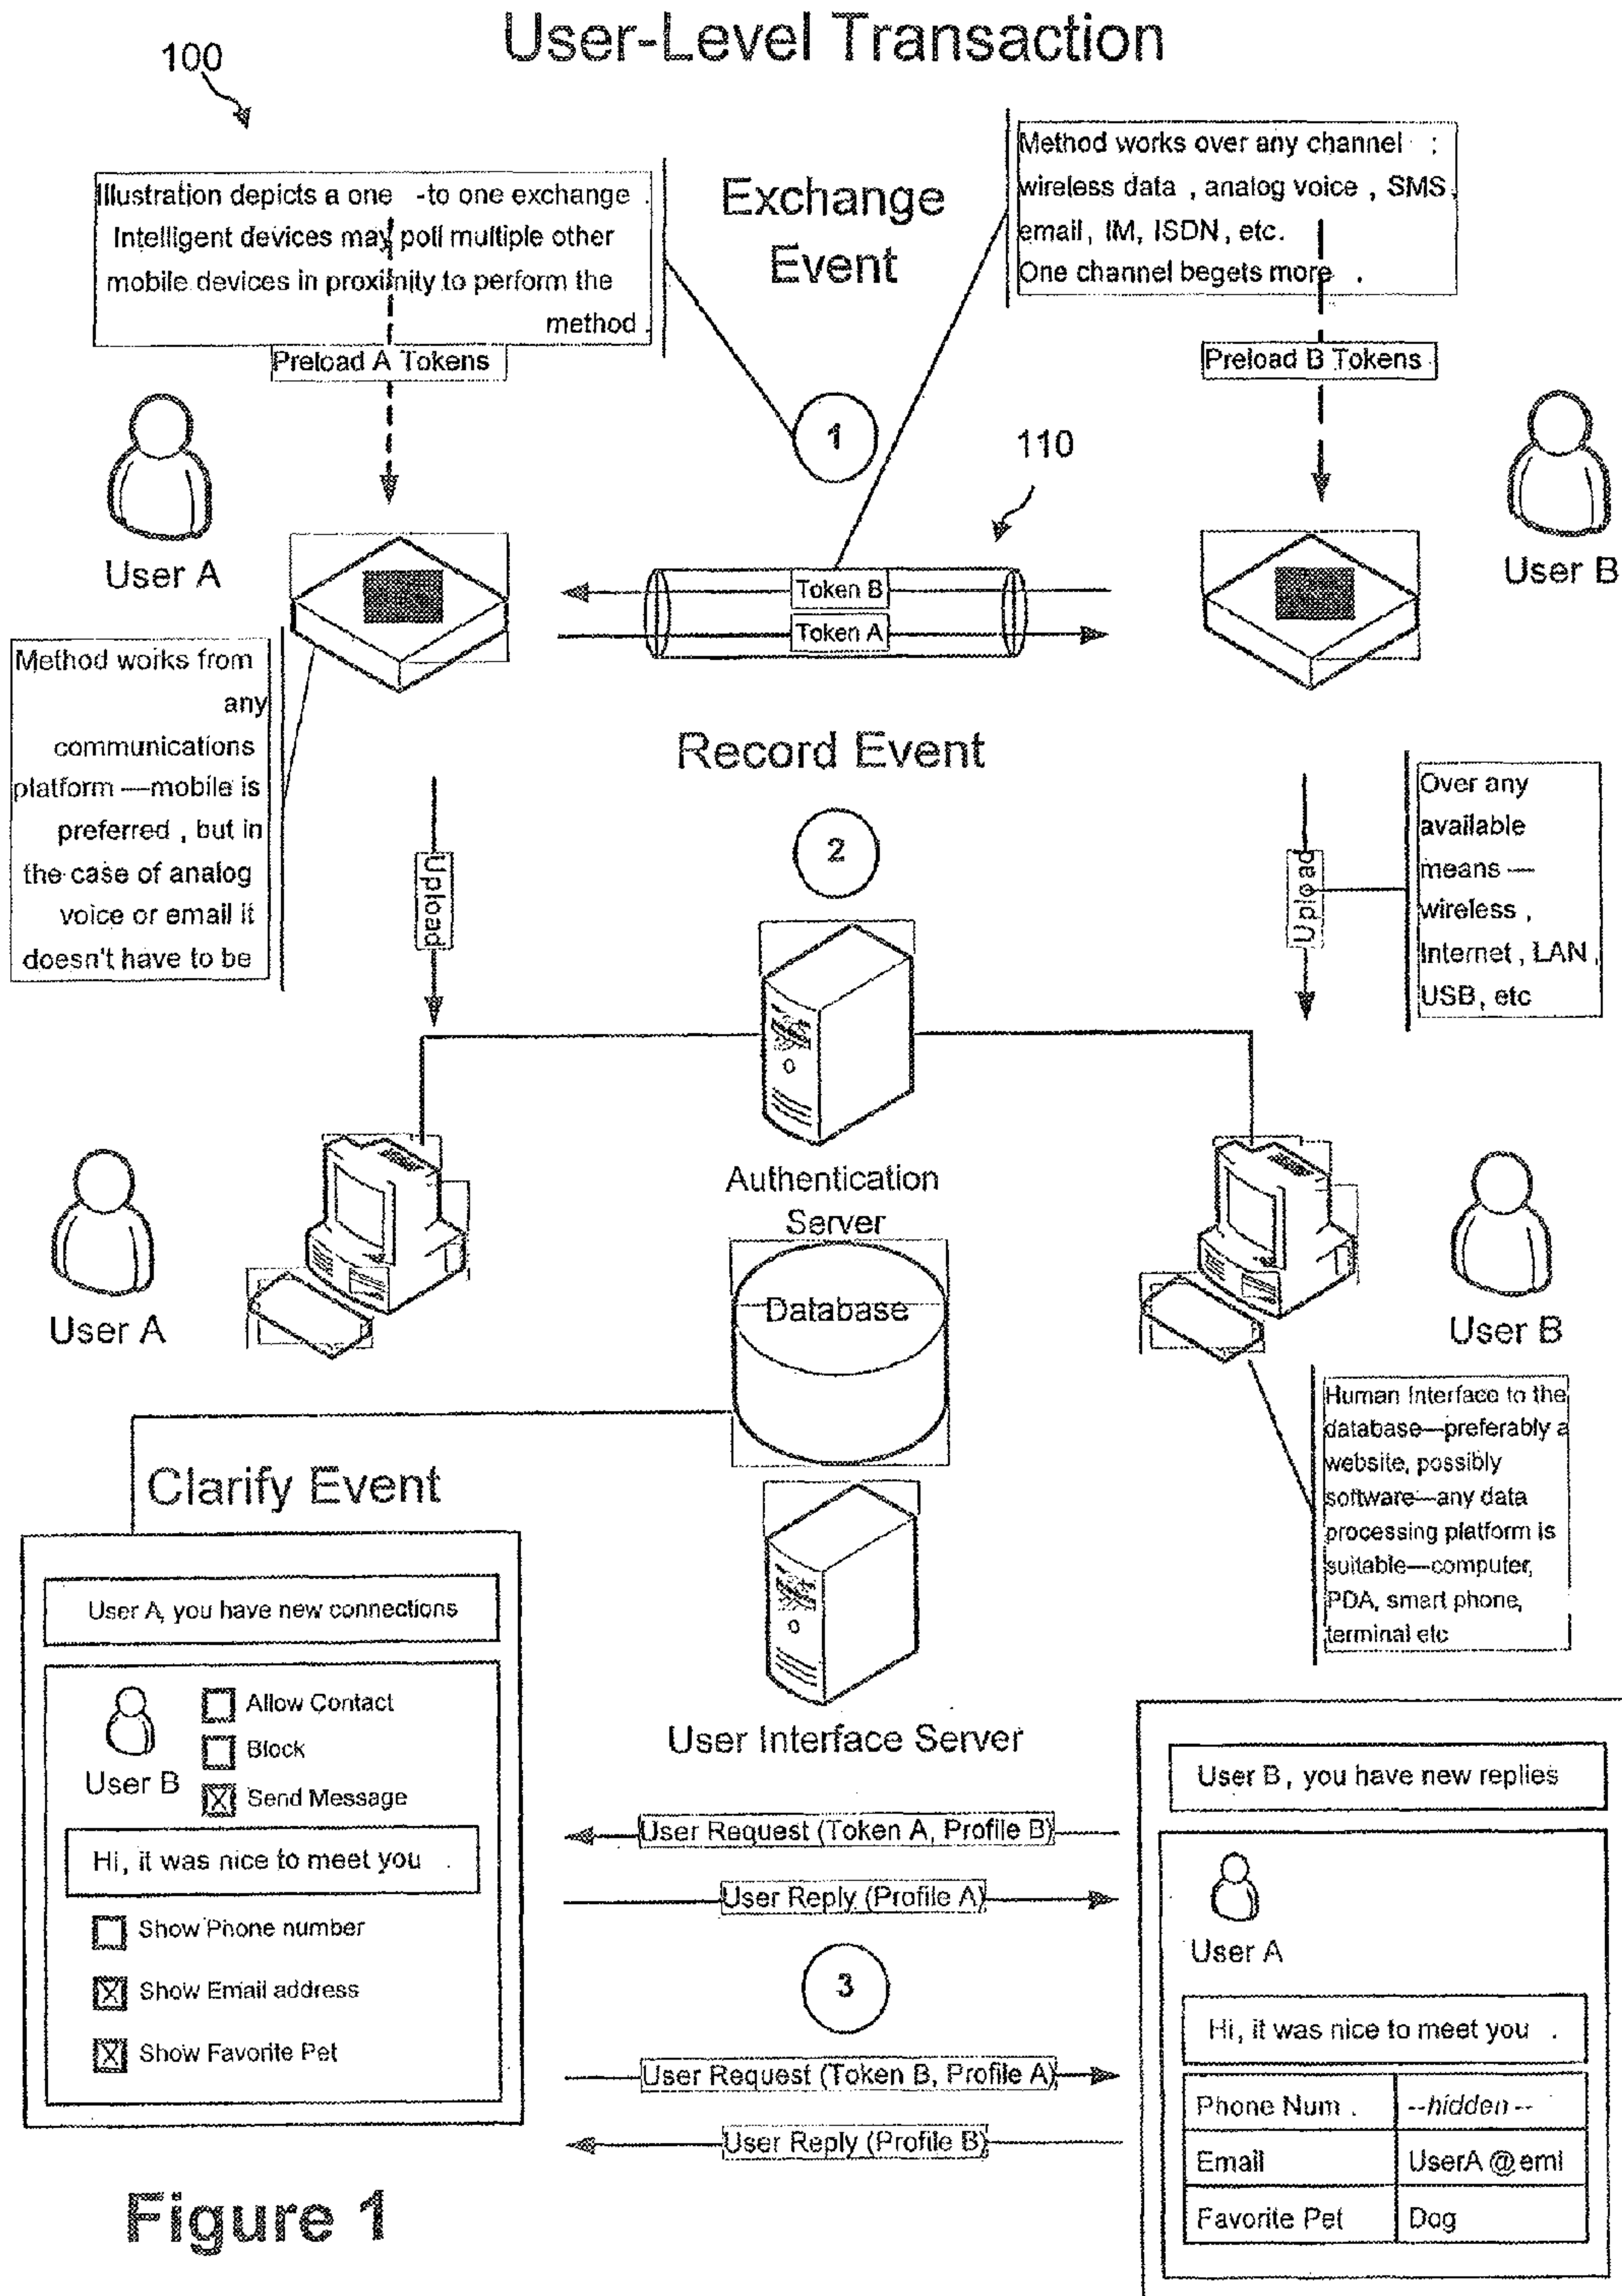 User-Level Transaction
100
Illustration depicts a one -to one exchange .
Intelligent devices may poll multiple other
mobile devices in proximity to perform the
method .
Exchange
Event
Method works over any channel :
wireless data , analog voice , SMS,
email, IM, ISDN, etc.
One channel begets more .
Preload A Tokens
Preload B Tokens
1
110
User A
User B
Token B
Token A
Method works from
any
communications
platform —mobile is
preferred , but in
the case of analog
voice or email it
doesn't have to be
Record Event
2
Upload
Upload
Over any
available
means —
wireless ,
Internet , LAN ,
USB, etc
Authentication
Server
User A
User B
Database
Human Interface to the
database—preferably a
website, possibly
software—any data
processing platform is
suitable—computer,
PDA, smart phone,
terminal etc
Clarify Event
User A, you have new connections
User B
Allow Contact
Block
Send Message
Hi, it was nice to meet you .
Show Phone number
Show Email address
Show Favorite Pet
User Interface Server
User Request (Token A, Profile B)
User Reply (Profile A)
3
User Request (Token B, Profile A)
User Reply (Profile B)
User B , you have new replies
User A
Hi, it was nice to meet you .
Phone Num . --hidden --
Email UserA @ eml
Favorite Pet Dog
Figure 1